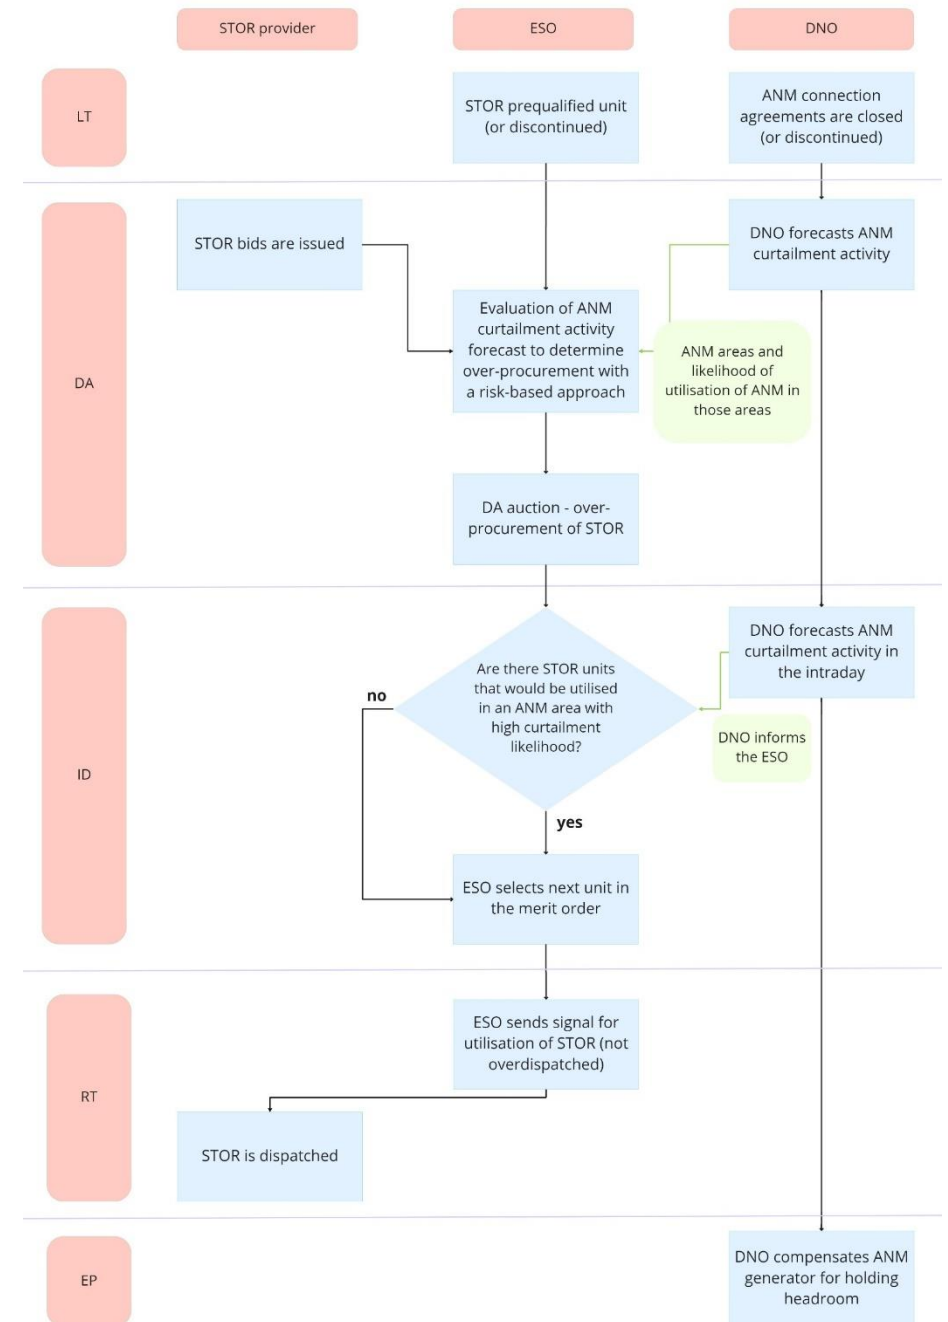 STOR provider
ESO
DNO
LT
STOR prequalified unit
(or discontinued)
ANM connection
agreements are closed
(or discontinued)
DA
STOR bids are issued
DNO forecasts ANM
curtailment activity
Evaluation of ANM
curtailment activity
forecast to determine
over-procurement with
a risk-based approach
ANM areas and
likelihood of
utilisation of ANM in
those areas
DA auction - over-
procurement of STOR
ID
DNO forecasts ANM
curtailment activity in
the intraday
Are there STOR units
that would be utilised
in an ANM area with
high curtailment
likelihood?
no
DNO informs
the ESO
yes
ESO selects next unit in
the merit order
RT
ESO sends signal for
utilisation of STOR (not
overdispatched)
STOR is dispatched
EP
DNO compensates ANM
generator for holding
headroom